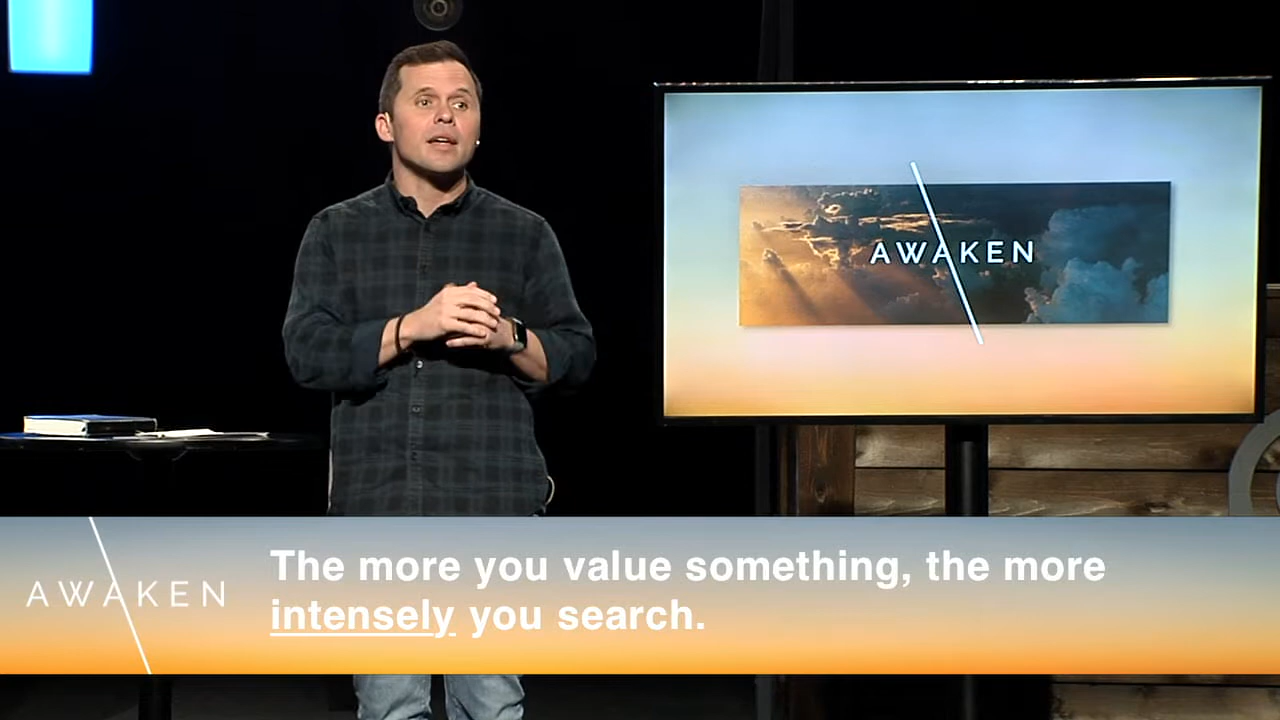 AWAKEN
AWAKEN
The more you value something, the more
intensely you search.